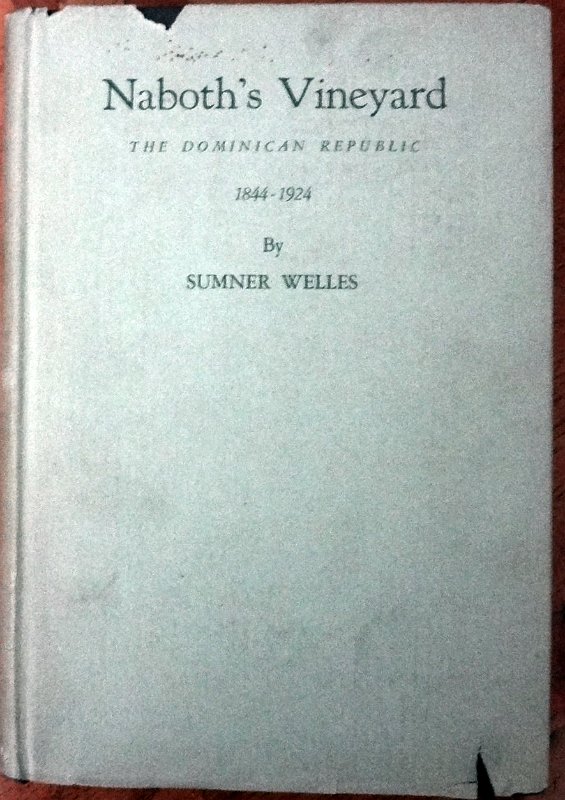 Naboth's Vineyard
THE DOMINICAN REPUBLIC
1844-1924
By
SUMNER WELLES